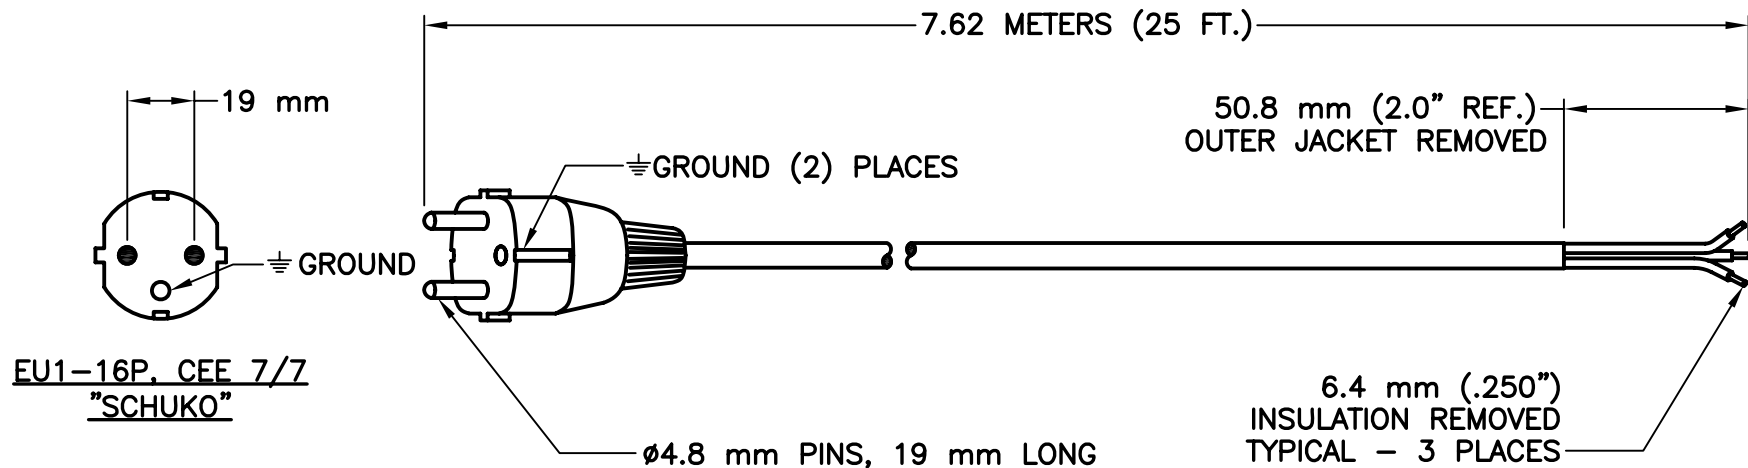 7.62 METERS (25 FT.)
19 mm
50.8 mm (2.0" REF.)
OUTER JACKET REMOVED
GROUND (2) PLACES
GROUND
EU1-16P, CEE 7/7
"SCHUKO"
6.4 mm (.250")
INSULATION REMOVED
TYPICAL - 3 PLACES
ø4.8 mm PINS, 19 mm LONG